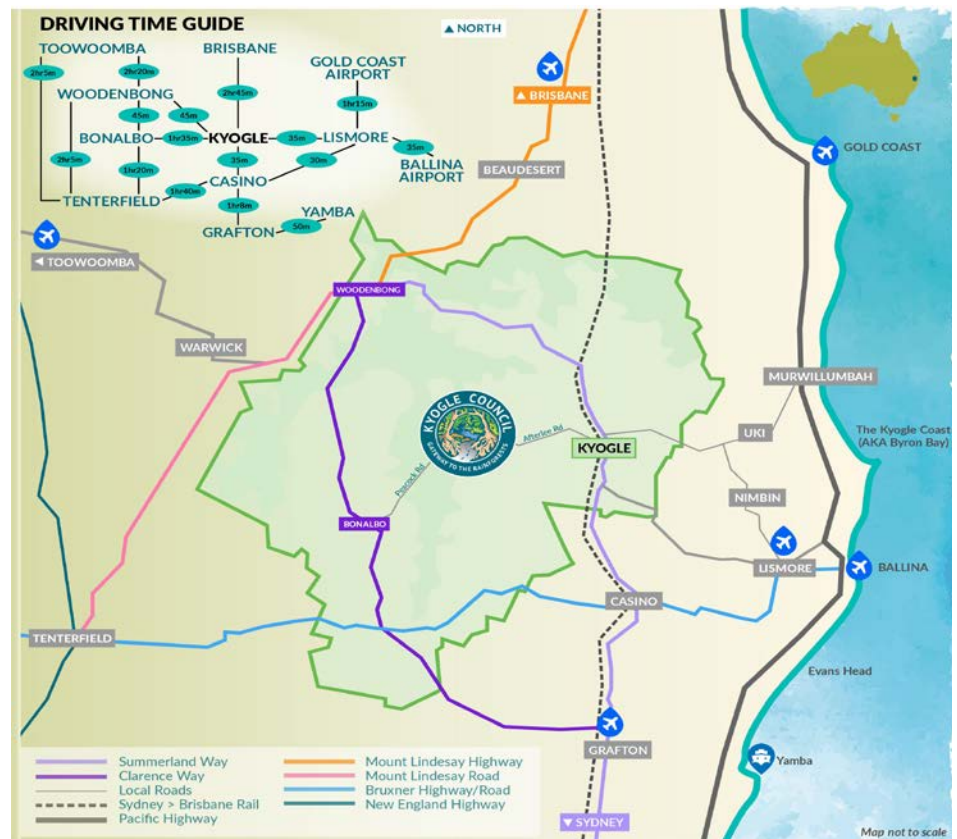 DRIVING TIME GUIDE
TOOWOOMBA
BRISBANE
GOLD COAST
AIRPORT
2hr5m
2hr20m
2hr45m
1hr15m
WOODENBONG
45m
45m
BONALBO
1hr35m
KYOGLE
35m
LISMORE
35m
BALLINA
AIRPORT
2hr5m
1hr20m
35m
30m
CASINO
TENTERFIELD
1hr40m
1hr8m
YAMBA
GRAFTON
50m
▲ NORTH
▲ BRISBANE
BEAUDESERT
GOLD COAST
◄ TOOWOOMBA
WOODENBONG
WARWICK
MURWILLUMBAH
The Kyogle Coast
(AKA Byron Bay)
UKI
KYOGLE COUNCIL
GATEWAY TO THE RAINFORESTS
Afterlee Rd
KYOGLE
Peacock Rd
NIMBIN
BONALBO
LISMORE
BALLINA
CASINO
TENTERFIELD
Evans Head
GRAFTON
Yamba
Summerland Way
Clarence Way
Local Roads
Sydney > Brisbane Rail
Pacific Highway
Mount Lindesay Highway
Mount Lindesay Road
Bruxner Highway/Road
New England Highway
▼ SYDNEY
Map not to scale